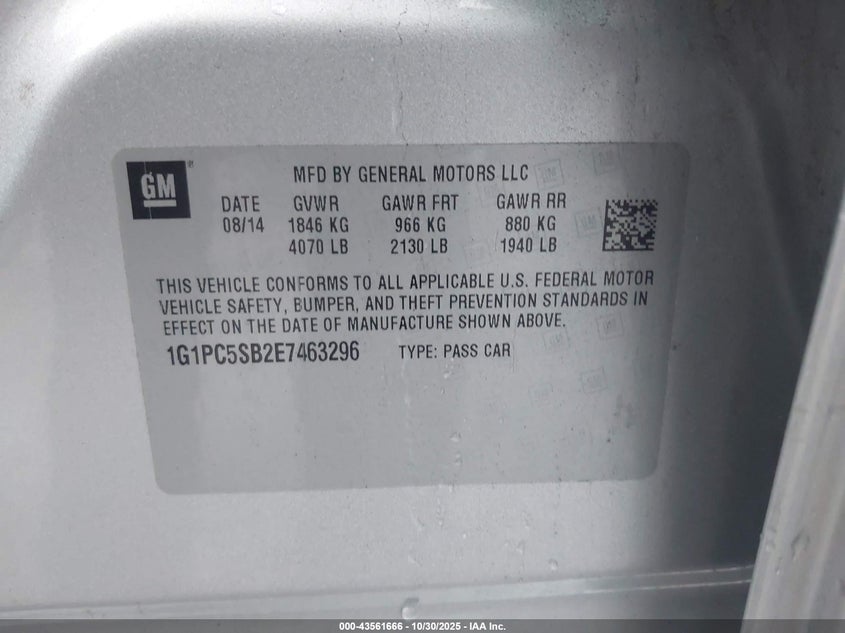 GM
MFD BY GENERAL MOTORS LLC
DATE GVWR GAWR FRT GAWR RR
08/14 1846 KG 966 KG 880 KG
4070 LB 2130 LB 1940 LB
THIS VEHICLE CONFORMS TO ALL APPLICABLE U.S. FEDERAL MOTOR
VEHICLE SAFETY, BUMPER, AND THEFT PREVENTION STANDARDS IN
EFFECT ON THE DATE OF MANUFACTURE SHOWN ABOVE.
1G1PC5SB2E7463296 TYPE: PASS CAR
000-43561666 - 10/30/2025 - IAA Inc.